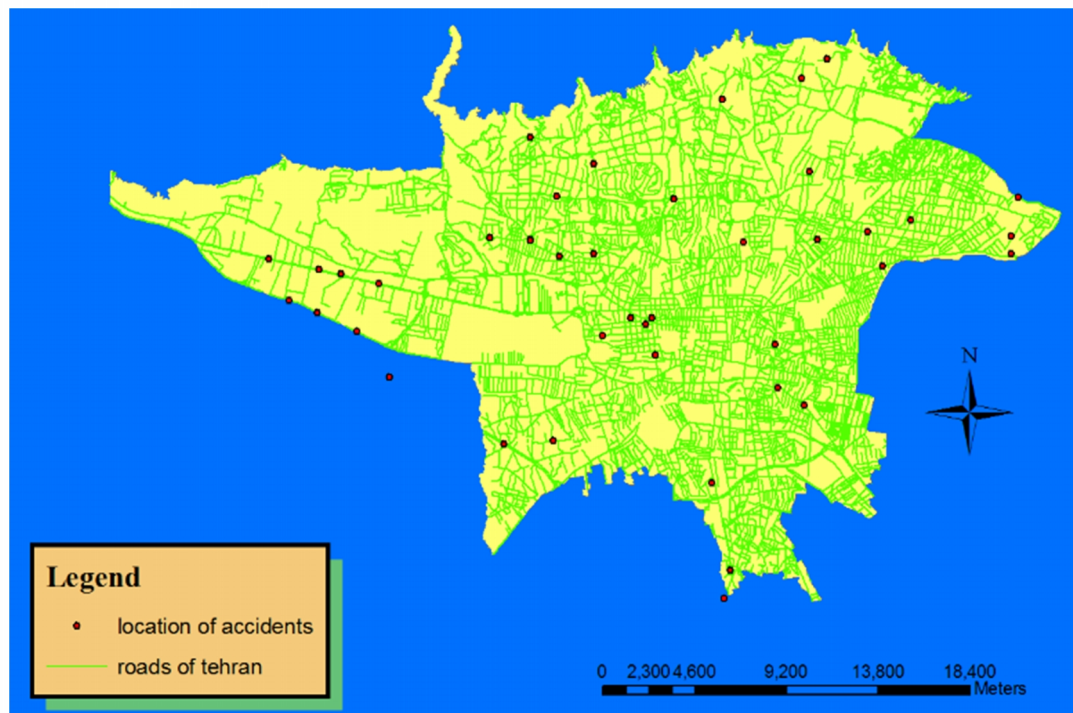 N
Legend
location of accidents
roads of tehran
0 2,300 4,600 9,200 13,800 18,400
Meters